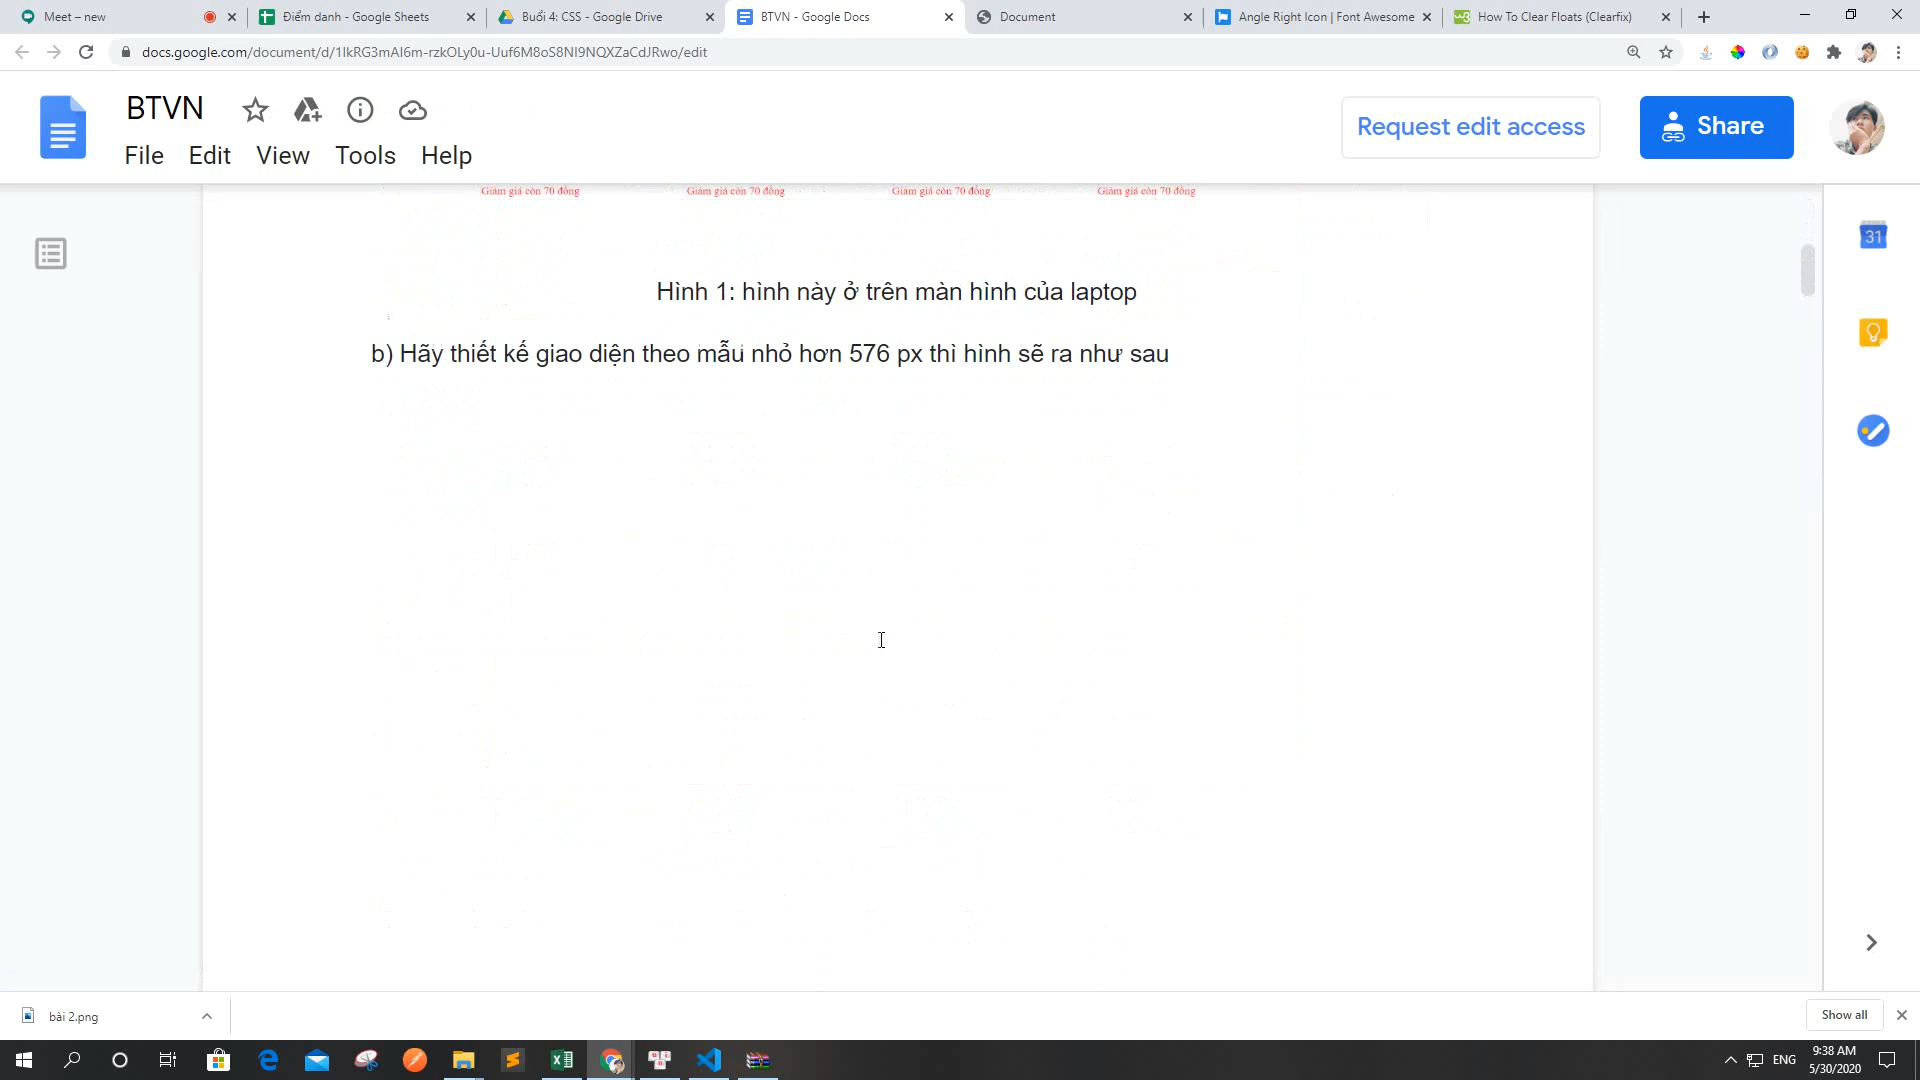 Meet – new
Điểm danh - Google Sheets
Buổi 4: CSS - Google Drive
BTVN - Google Docs
Document
Angle Right Icon | Font Awesome
How To Clear Floats (Clearfix)
docs.google.com/document/d/1IkRG3mAI6m-rzkOLy0u-Uuf6M8oS8NI9NQXZaCdJRwo/edit
BTVN
File Edit View Tools Help
Request edit access
Share
Giảm giá còn 70 đồng Giảm giá còn 70 đồng Giảm giá còn 70 đồng Giảm giá còn 70 đồng
31
Hình 1: hình này ở trên màn hình của laptop
b) Hãy thiết kế giao diện theo mẫu nhỏ hơn 576 px thì hình sẽ ra như sau
bài 2.png
Show all
ENG
9:38 AM
5/30/2020